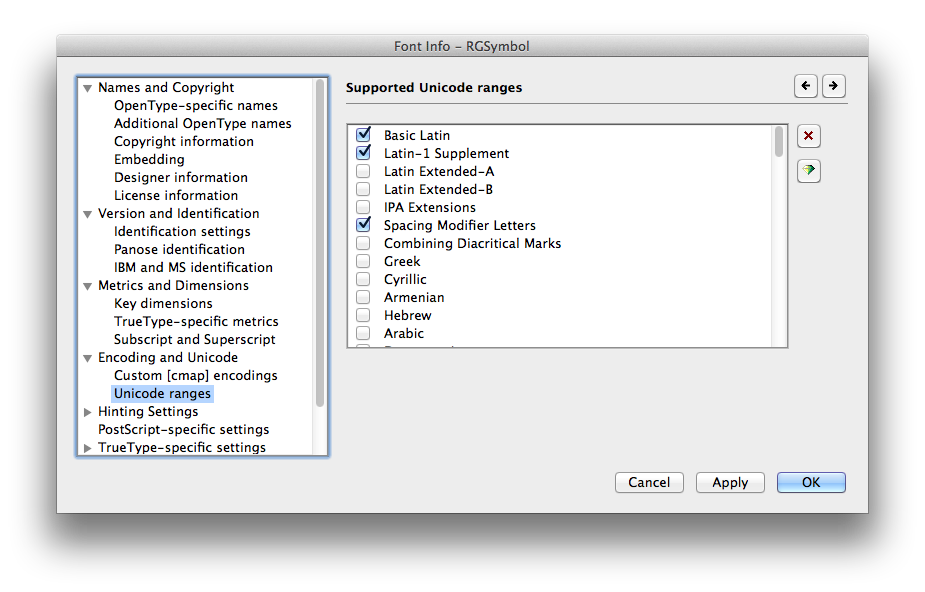 Font Info – RGSymbol
Names and Copyright
OpenType-specific names
Additional OpenType names
Copyright information
Embedding
Designer information
License information
Version and Identification
Identification settings
Panose identification
IBM and MS identification
Metrics and Dimensions
Key dimensions
TrueType-specific metrics
Subscript and Superscript
Encoding and Unicode
Custom [cmap] encodings
Unicode ranges
Hinting Settings
PostScript-specific settings
TrueType-specific settings
Supported Unicode ranges
Basic Latin
Latin-1 Supplement
Latin Extended-A
Latin Extended-B
IPA Extensions
Spacing Modifier Letters
Combining Diacritical Marks
Greek
Cyrillic
Armenian
Hebrew
Arabic
Cancel
Apply
OK